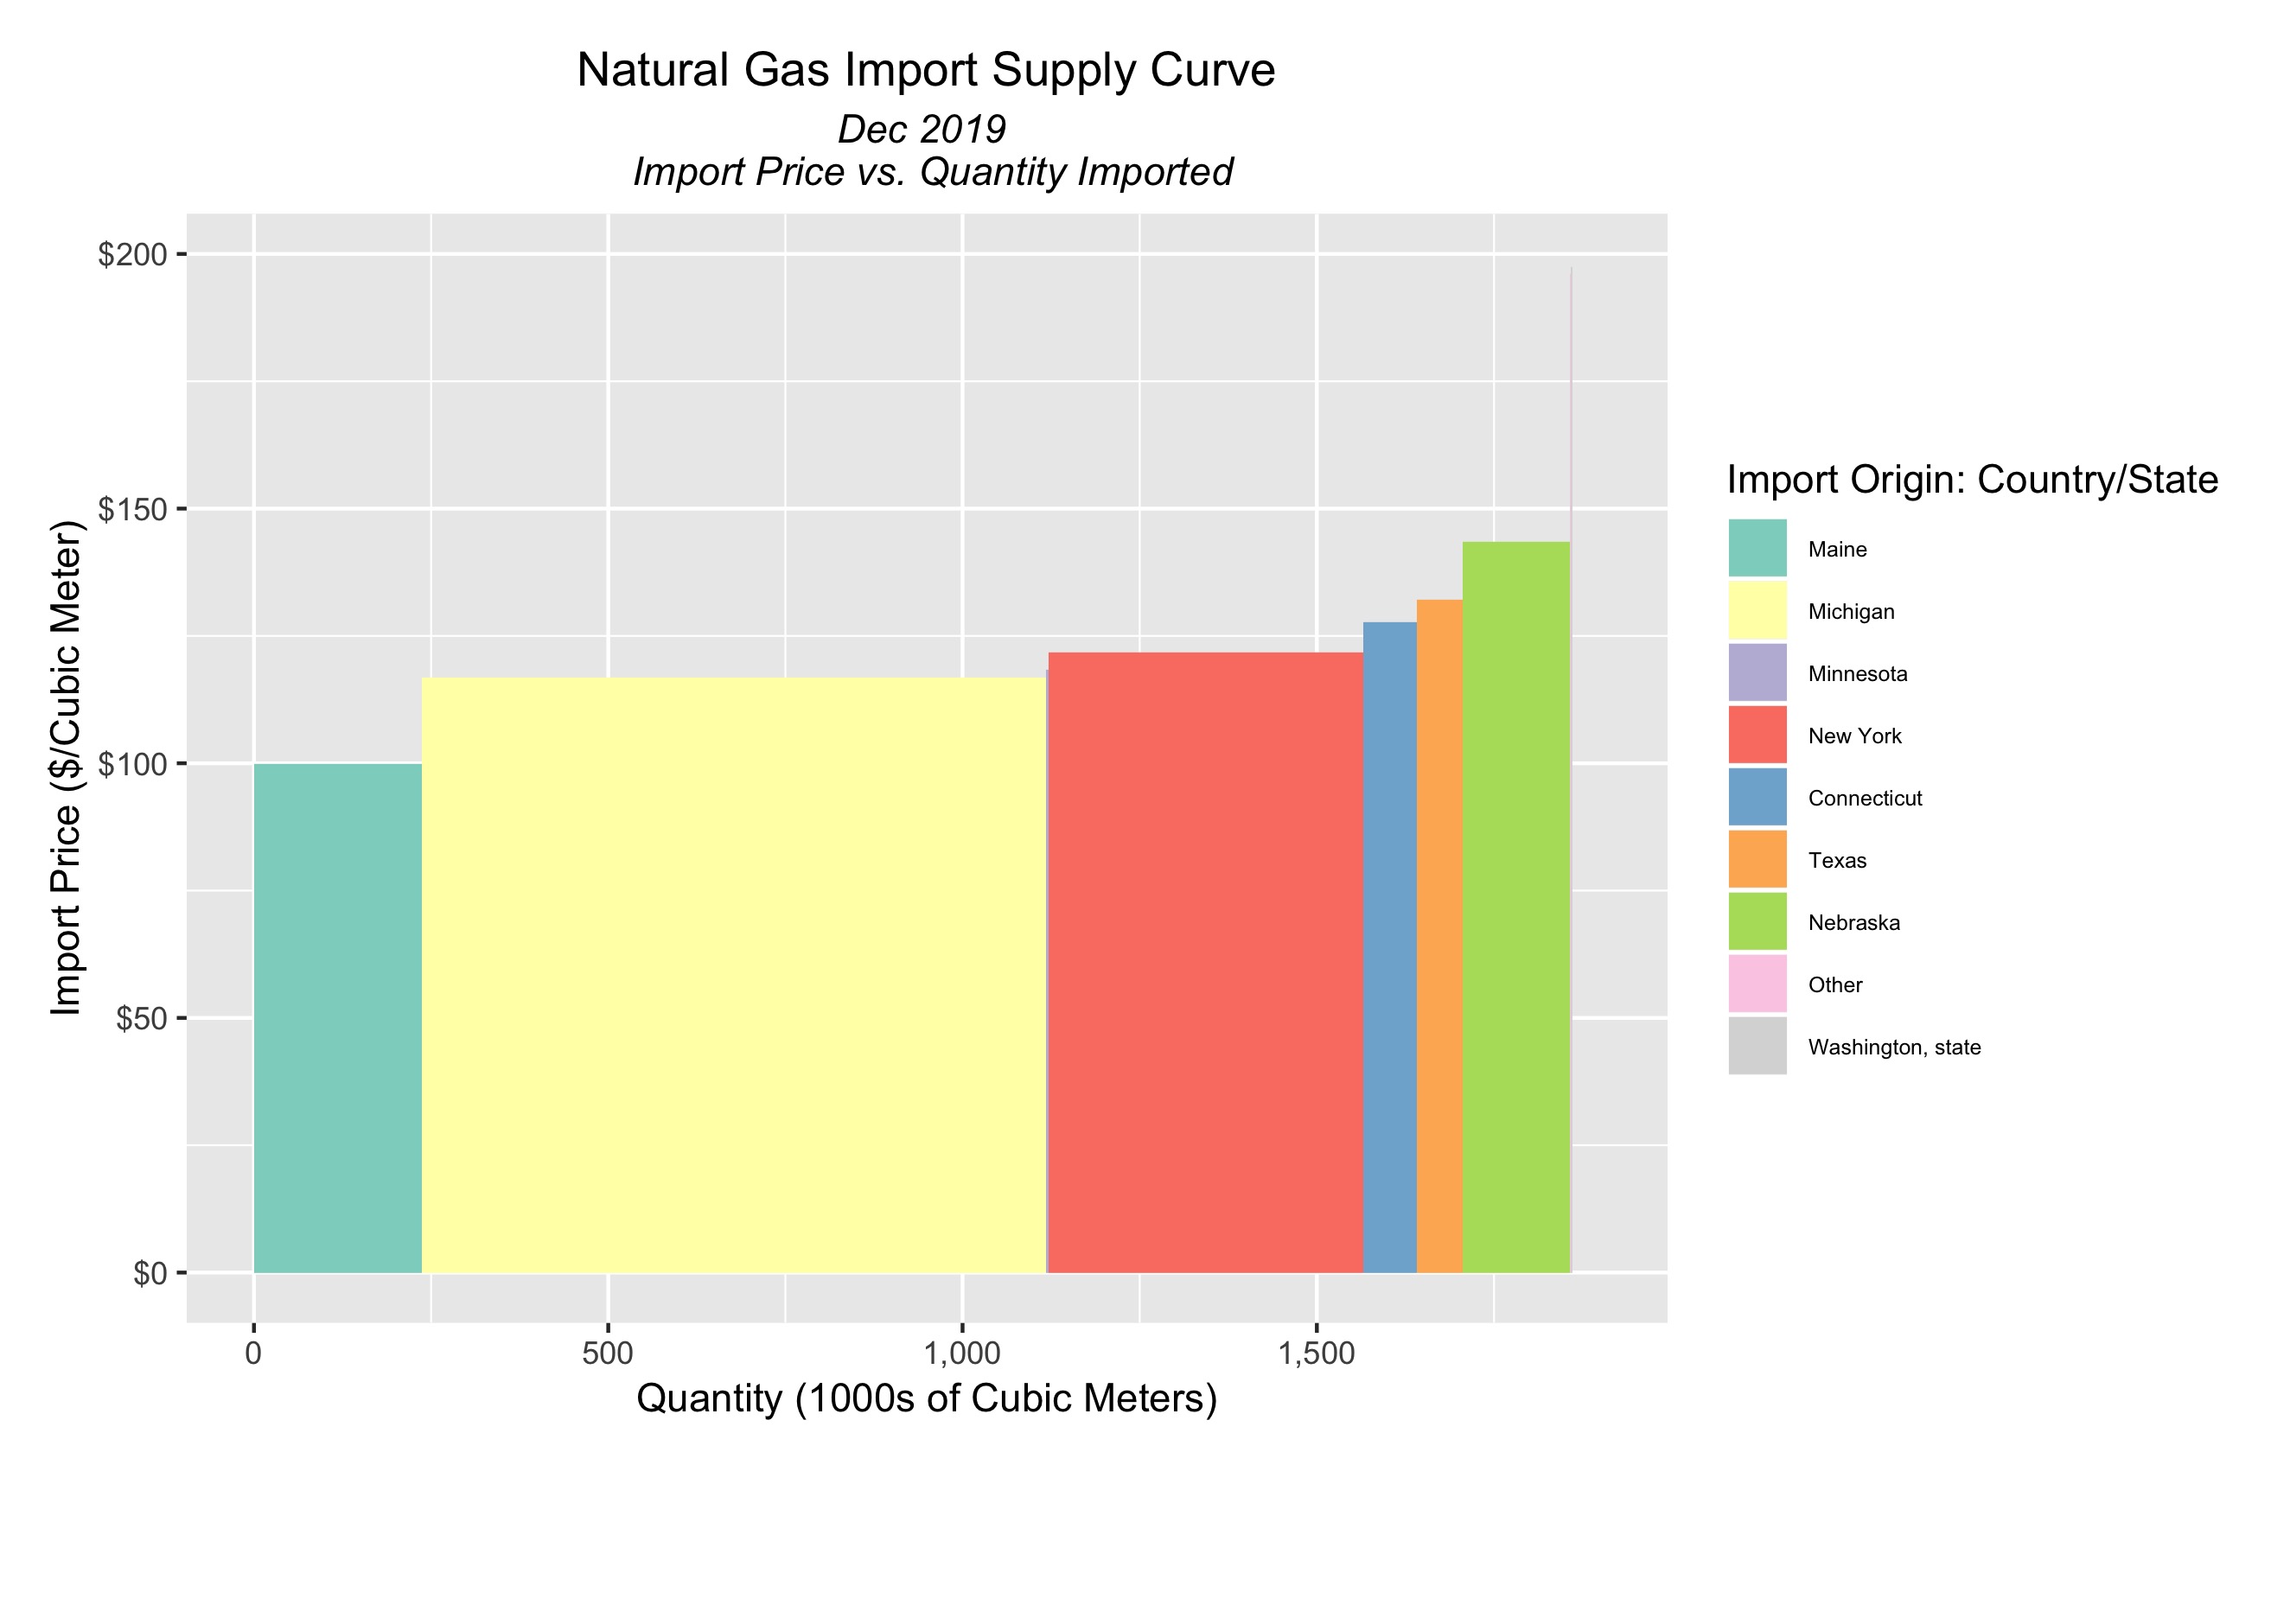 Natural Gas Import Supply Curve
Dec 2019
Import Price vs. Quantity Imported
$200
$150
$100
$50
$0
Import Price ($/Cubic Meter)
0
500
1,000
1,500
Quantity (1000s of Cubic Meters)
Import Origin: Country/State
Maine
Michigan
Minnesota
New York
Connecticut
Texas
Nebraska
Other
Washington, state